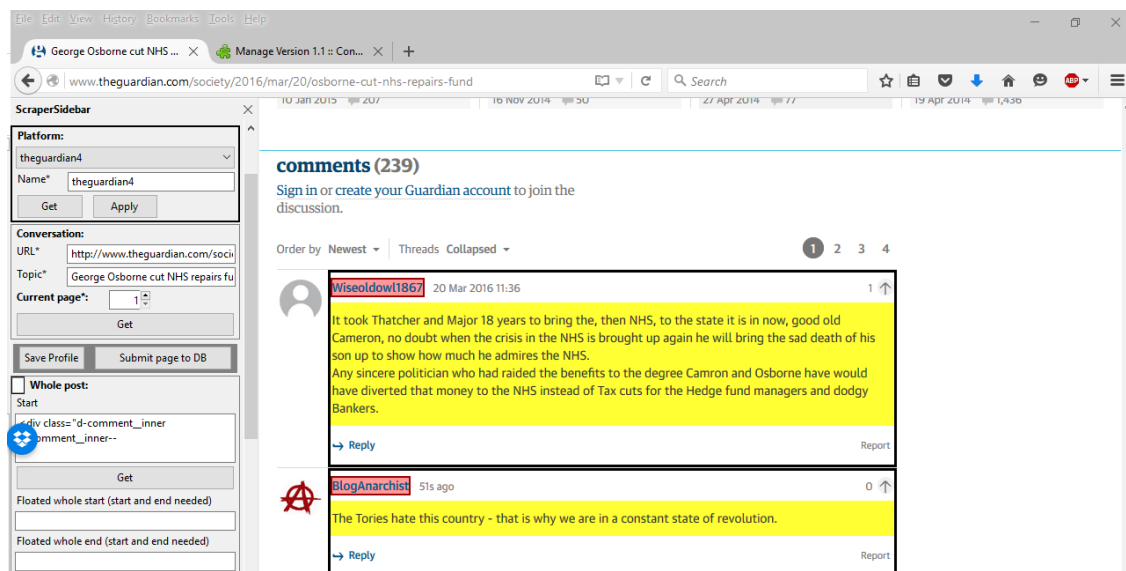 File Edit View History Bookmarks Tools Help
George Osborne cut NHS ... Manage Version 1.1 :: Con...
www.theguardian.com/society/2016/mar/20/osborne-cut-nhs-repairs-fund Search ABP
ScraperSidebar
10 Jan 2015 207 16 Nov 2014 50 27 Apr 2014 77 19 Apr 2014 1,436
Platform:
theguardian4
Name* theguardian4
Get Apply
Conversation:
URL* http://www.theguardian.com/soci
Topic* George Osborne cut NHS repairs fu
Current page*: 1
Get
Save Profile Submit page to DB
Whole post:
Start
<div class="d-comment__inner
omment__inner--
Get
Floated whole start (start and end needed)
Floated whole end (start and end needed)
comments (239)
Sign in or create your Guardian account to join the
discussion.
Order by Newest Threads Collapsed 1 2 3 4
Wiseoldowl1867 20 Mar 2016 11:36 1
It took Thatcher and Major 18 years to bring the, then NHS, to the state it is in now, good old
Cameron, no doubt when the crisis in the NHS is brought up again he will bring the sad death of his
son up to show how much he admires the NHS.
Any sincere politician who had raided the benefits to the degree Camron and Osborne have would
have diverted that money to the NHS instead of Tax cuts for the Hedge fund managers and dodgy
Bankers.
Reply Report
BlogAnarchist 51s ago 0
The Tories hate this country - that is why we are in a constant state of revolution.
Reply Report